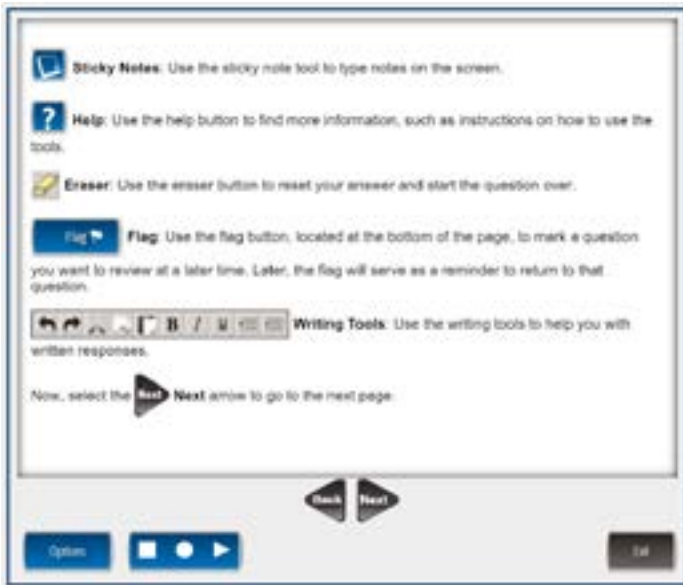 Sticky Notes: Use the sticky note tool to type notes on the screen.
? Help: Use the help button to find more information, such as instructions on how to use the
tools.
Eraser: Use the eraser button to reset your answer and start the question over.
Flag Flag: Use the flag button, located at the bottom of the page, to mark a question
you want to review at a later time. Later, the flag will serve as a reminder to return to that
question.
B I U Writing Tools: Use the writing tools to help you with
written responses.
Now, select the Next Next arrow to go to the next page.
Back Next
Options Exit